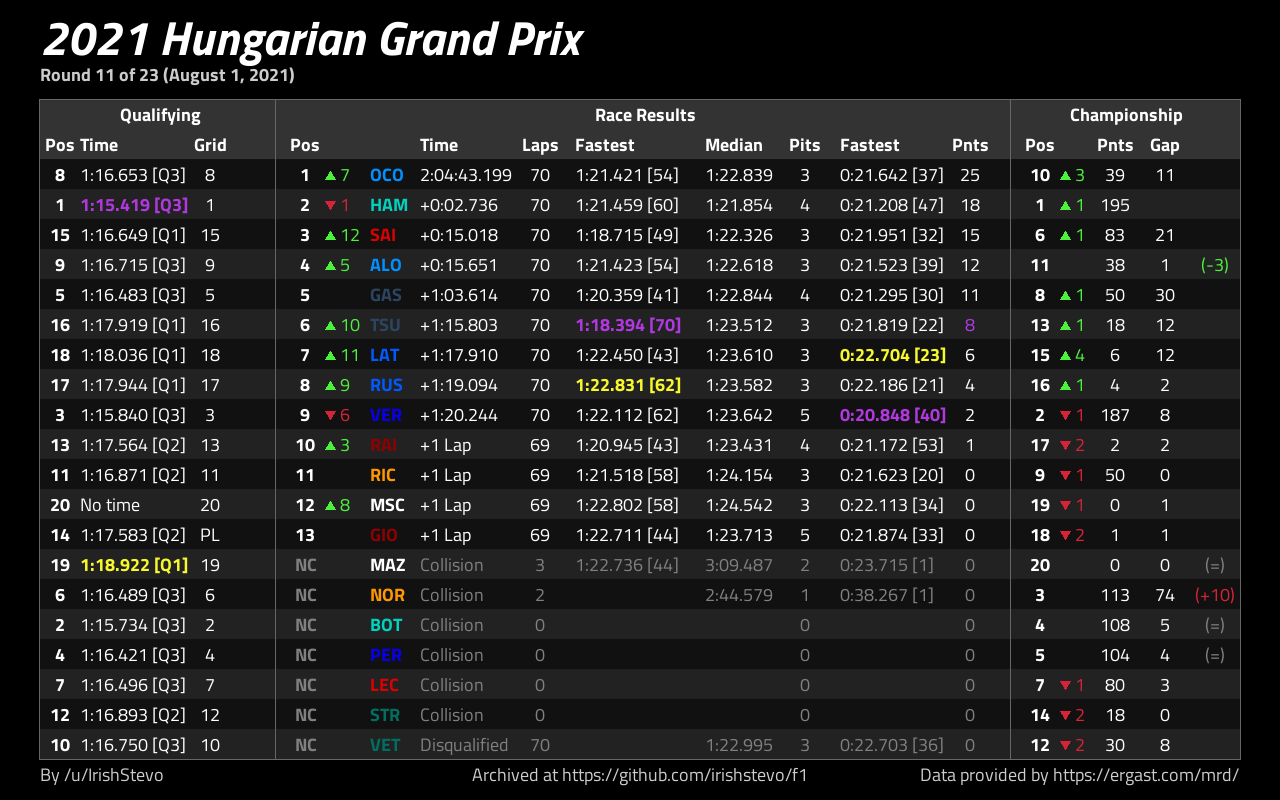 2021 Hungarian Grand Prix
Round 11 of 23 (August 1, 2021)
Qualifying Race Results Championship
Pos Time Grid Pos Time Laps Fastest Median Pits Fastest Pnts Pos Pnts Gap
8 1:16.653 [Q3] 8 1 ▲7 OCO 2:04:43.199 70 1:21.421 [54] 1:22.839 3 0:21.642 [37] 25 10 ▲3 39 11
1 1:15.419 [Q3] 1 2 ▼1 HAM +0:02.736 70 1:21.459 [60] 1:21.854 4 0:21.208 [47] 18 1 ▲1 195
15 1:16.649 [Q1] 15 3 ▲12 SAI +0:15.018 70 1:18.715 [49] 1:22.326 3 0:21.951 [32] 15 6 ▲1 83 21
9 1:16.715 [Q3] 9 4 ▲5 ALO +0:15.651 70 1:21.423 [54] 1:22.618 3 0:21.523 [39] 12 11 38 1 (-3)
5 1:16.483 [Q3] 5 5 GAS +1:03.614 70 1:20.359 [41] 1:22.844 4 0:21.295 [30] 11 8 ▲1 50 30
16 1:17.919 [Q1] 16 6 ▲10 TSU +1:15.803 70 1:18.394 [70] 1:23.512 3 0:21.819 [22] 8 13 ▲1 18 12
18 1:18.036 [Q1] 18 7 ▲11 LAT +1:17.910 70 1:22.450 [43] 1:23.610 3 0:22.704 [23] 6 15 ▲4 6 12
17 1:17.944 [Q1] 17 8 ▲9 RUS +1:19.094 70 1:22.831 [62] 1:23.582 3 0:22.186 [21] 4 16 ▲1 4 2
3 1:15.840 [Q3] 3 9 ▼6 VER +1:20.244 70 1:22.112 [62] 1:23.642 5 0:20.848 [40] 2 2 ▼1 187 8
13 1:17.564 [Q2] 13 10 ▲3 RAI +1 Lap 69 1:20.945 [43] 1:23.431 4 0:21.172 [53] 1 17 ▼2 2 2
11 1:16.871 [Q2] 11 11 RIC +1 Lap 69 1:21.518 [58] 1:24.154 3 0:21.623 [20] 0 9 ▼1 50 0
20 No time 20 12 ▲8 MSC +1 Lap 69 1:22.802 [58] 1:24.542 3 0:22.113 [34] 0 19 ▼1 0 1
14 1:17.583 [Q2] PL 13 GIO +1 Lap 69 1:22.711 [44] 1:23.713 5 0:21.874 [33] 0 18 ▼2 1 1
19 1:18.922 [Q1] 19 NC MAZ Collision 3 1:22.736 [44] 3:09.487 2 0:23.715 [1] 0 20 0 0 (=)
6 1:16.489 [Q3] 6 NC NOR Collision 2 2:44.579 1 0:38.267 [1] 0 3 113 74 (+10)
2 1:15.734 [Q3] 2 NC BOT Collision 0 0 0 4 108 5 (=)
4 1:16.421 [Q3] 4 NC PER Collision 0 0 0 5 104 4 (=)
7 1:16.496 [Q3] 7 NC LEC Collision 0 0 0 7 ▼1 80 3
12 1:16.893 [Q2] 12 NC STR Collision 0 0 0 14 ▼2 18 0
10 1:16.750 [Q3] 10 NC VET Disqualified 70 1:22.995 3 0:22.703 [36] 0 12 ▼2 30 8
By /u/IrishStevo Archived at https://github.com/irishstevo/f1 Data provided by https://ergast.com/mrd/